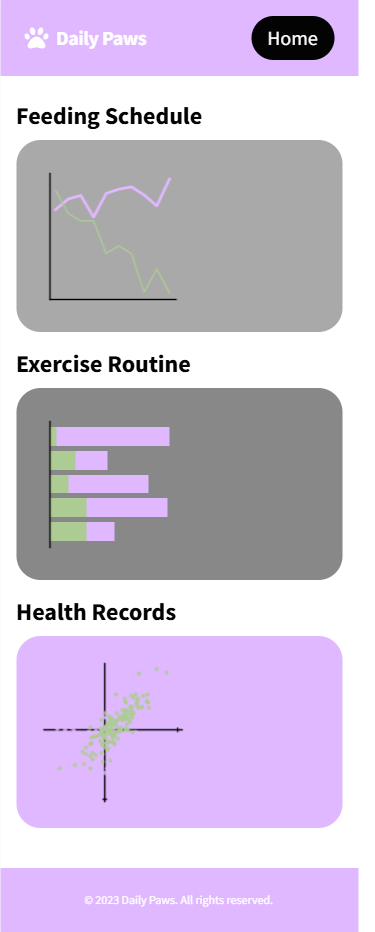 Daily Paws
Home
Feeding Schedule
Exercise Routine
Health Records
© 2023 Daily Paws. All rights reserved.